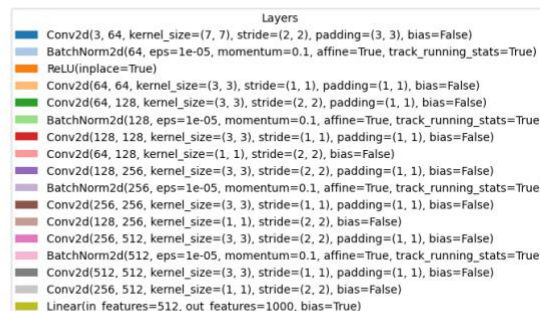 Layers
Conv2d(3, 64, kernel_size=(7, 7), stride=(2, 2), padding=(3, 3), bias=False)
BatchNorm2d(64, eps=1e-05, momentum=0.1, affine=True, track_running_stats=True)
ReLU(inplace=True)
Conv2d(64, 64, kernel_size=(3, 3), stride=(1, 1), padding=(1, 1), bias=False)
Conv2d(64, 128, kernel_size=(3, 3), stride=(2, 2), padding=(1, 1), bias=False)
BatchNorm2d(128, eps=1e-05, momentum=0.1, affine=True, track_running_stats=True
Conv2d(128, 128, kernel_size=(3, 3), stride=(1, 1), padding=(1, 1), bias=False)
Conv2d(64, 128, kernel_size=(1, 1), stride=(2, 2), bias=False)
Conv2d(128, 256, kernel_size=(3, 3), stride=(2, 2), padding=(1, 1), bias=False)
BatchNorm2d(256, eps=1e-05, momentum=0.1, affine=True, track_running_stats=True
Conv2d(256, 256, kernel_size=(3, 3), stride=(1, 1), padding=(1, 1), bias=False)
Conv2d(128, 256, kernel_size=(1, 1), stride=(2, 2), bias=False)
Conv2d(256, 512, kernel_size=(3, 3), stride=(2, 2), padding=(1, 1), bias=False)
BatchNorm2d(512, eps=1e-05, momentum=0.1, affine=True, track_running_stats=True
Conv2d(512, 512, kernel_size=(3, 3), stride=(1, 1), padding=(1, 1), bias=False)
Conv2d(256, 512, kernel_size=(1, 1), stride=(2, 2), bias=False)
Linear(in_features=512, out_features=1000, bias=True)